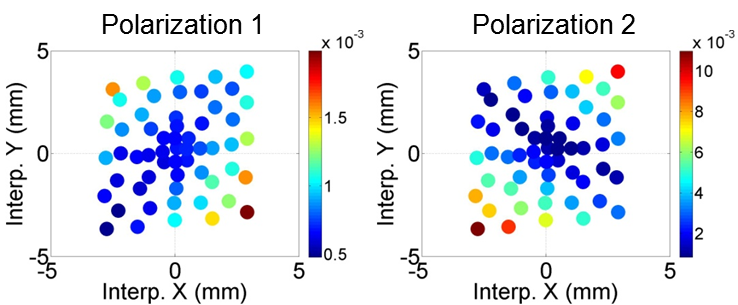 Polarization 1
Polarization 2
x 10⁻³
x 10⁻³
5
0
-5
-5
0
5
Interp. Y (mm)
Interp. X (mm)
1.5
1
0.5
5
0
-5
-5
0
5
Interp. Y (mm)
Interp. X (mm)
10
8
6
4
2